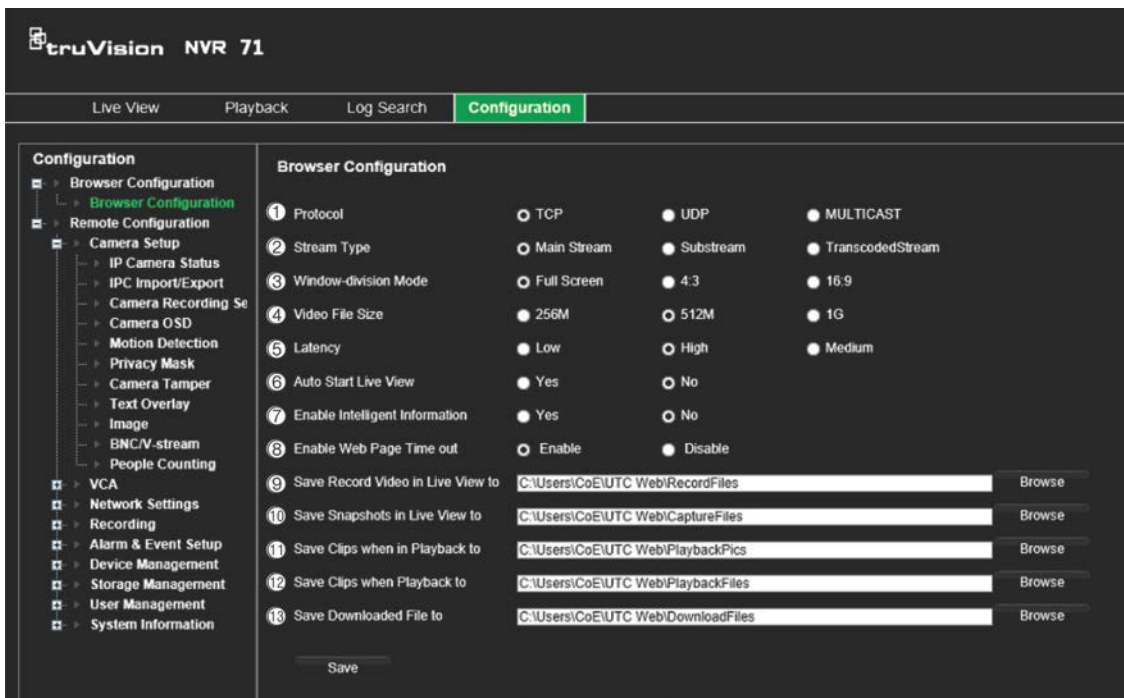 truVision NVR 71
Live View Playback Log Search Configuration
Configuration
Browser Configuration
Browser Configuration
Remote Configuration
Camera Setup
IP Camera Status
IPC Import/Export
Camera Recording Se
Camera OSD
Motion Detection
Privacy Mask
Camera Tamper
Text Overlay
Image
BNC/V-stream
People Counting
VCA
Network Settings
Recording
Alarm & Event Setup
Device Management
Storage Management
User Management
System Information
Browser Configuration
1 Protocol TCP UDP MULTICAST
2 Stream Type Main Stream Substream TranscodedStream
3 Window-division Mode Full Screen 4:3 16:9
4 Video File Size 256M 512M 1G
5 Latency Low High Medium
6 Auto Start Live View Yes No
7 Enable Intelligent Information Yes No
8 Enable Web Page Time out Enable Disable
9 Save Record Video in Live View to C:\Users\CoE\UTC Web\RecordFiles Browse
10 Save Snapshots in Live View to C:\Users\CoE\UTC Web\CaptureFiles Browse
11 Save Clips when in Playback to C:\Users\CoE\UTC Web\PlaybackPics Browse
12 Save Clips when Playback to C:\Users\CoE\UTC Web\PlaybackFiles Browse
13 Save Downloaded File to C:\Users\CoE\UTC Web\DownloadFiles Browse
Save